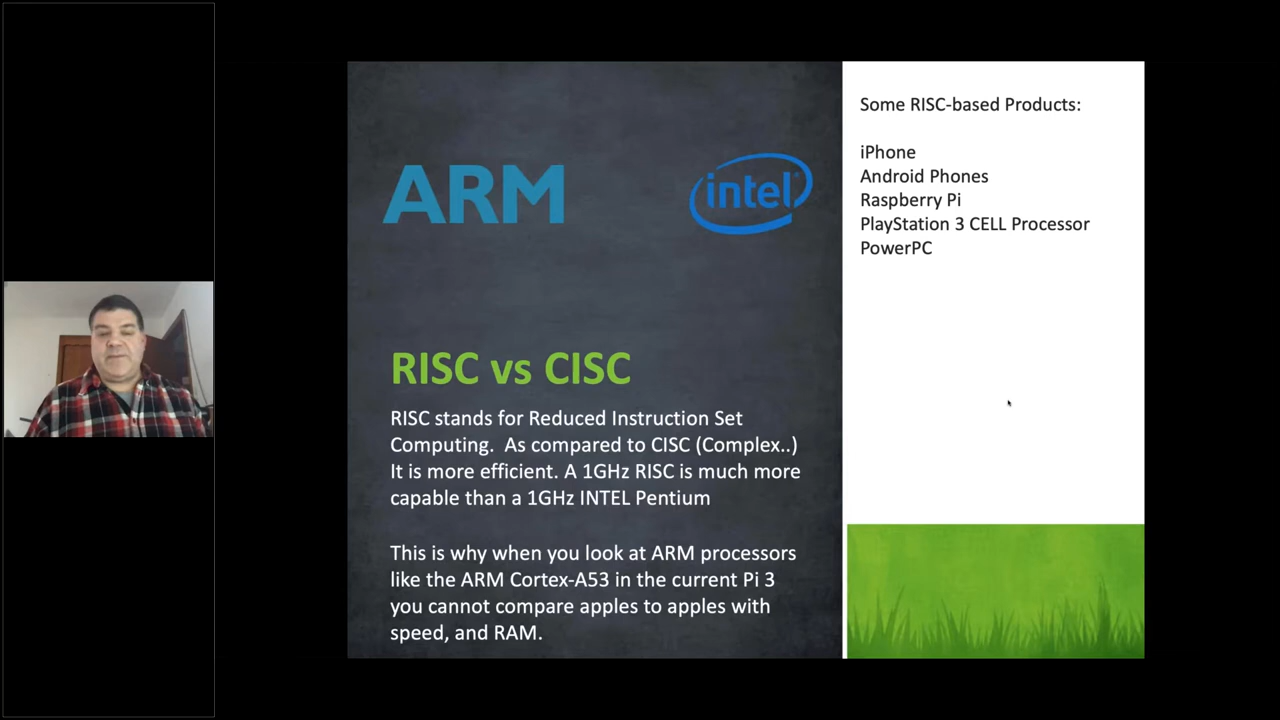 ARM
intel
RISC vs CISC
RISC stands for Reduced Instruction Set
Computing.  As compared to CISC (Complex..)
It is more efficient. A 1GHz RISC is much more
capable than a 1GHz INTEL Pentium
This is why when you look at ARM processors
like the ARM Cortex-A53 in the current Pi 3
you cannot compare apples to apples with
speed, and RAM.
Some RISC-based Products:
iPhone
Android Phones
Raspberry Pi
PlayStation 3 CELL Processor
PowerPC